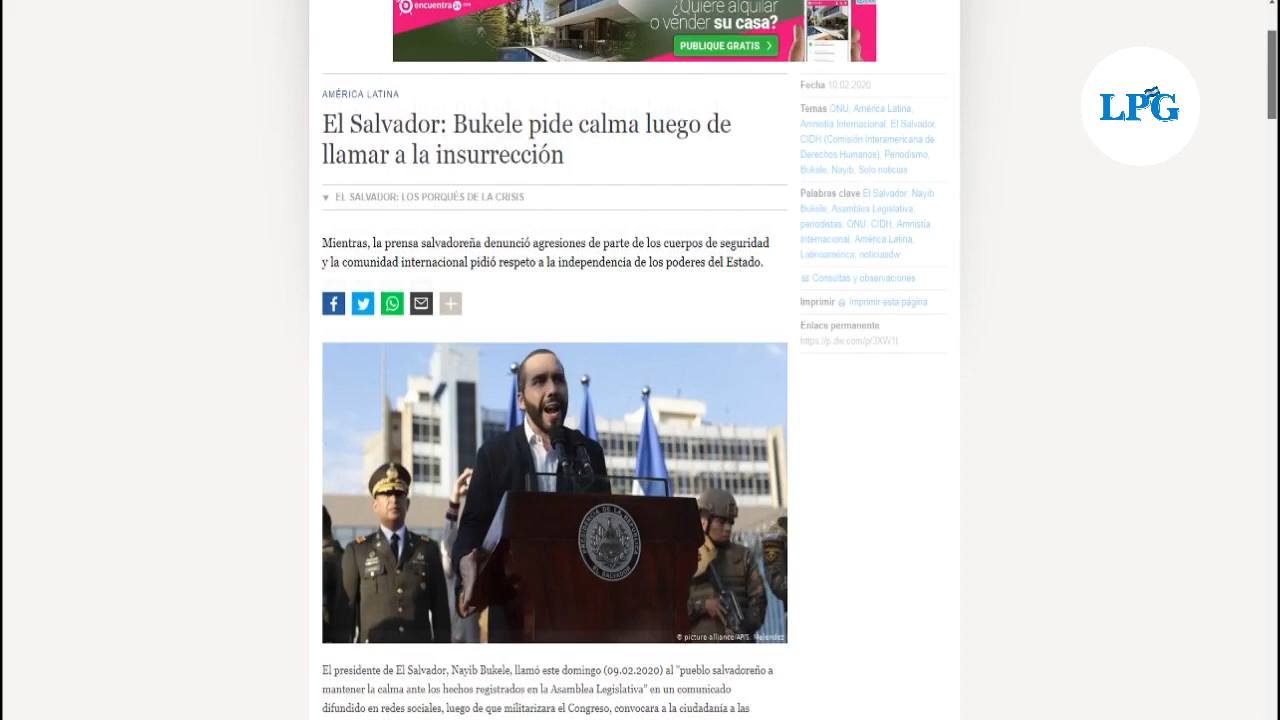 encuentra24.com
¿Quiere alquilar
o vender su casa?
PUBLIQUE GRATIS
LPG
AMÉRICA LATINA
El Salvador: Bukele pide calma luego de
llamar a la insurrección
EL SALVADOR: LOS PORQUÉS DE LA CRISIS
Mientras, la prensa salvadoreña denunció agresiones de parte de los cuerpos de seguridad
y la comunidad internacional pidió respeto a la independencia de los poderes del Estado.
PRESIDENCIA DE LA REPÚBLICA
EL SALVADOR
© picture alliance/AP/S. Melendez
El presidente de El Salvador, Nayib Bukele, llamó este domingo (09.02.2020) al "pueblo salvadoreño a
mantener la calma ante los hechos registrados en la Asamblea Legislativa" en un comunicado
difundido en redes sociales, luego de que militarizara el Congreso, convocara a la ciudadanía a las
Fecha 10.02.2020
Temas ONU, América Latina,
Amnistía Internacional, El Salvador,
CIDH (Comisión Interamericana de
Derechos Humanos), Periodismo,
Bukele, Nayib, Solo noticias
Palabras clave El Salvador, Nayib
Bukele, Asamblea Legislativa,
periodistas, ONU, CIDH, Amnistía
Internacional, América Latina,
Latinoamérica, noticiasdw
Consultas y observaciones
Imprimir Imprimir esta página
Enlace permanente